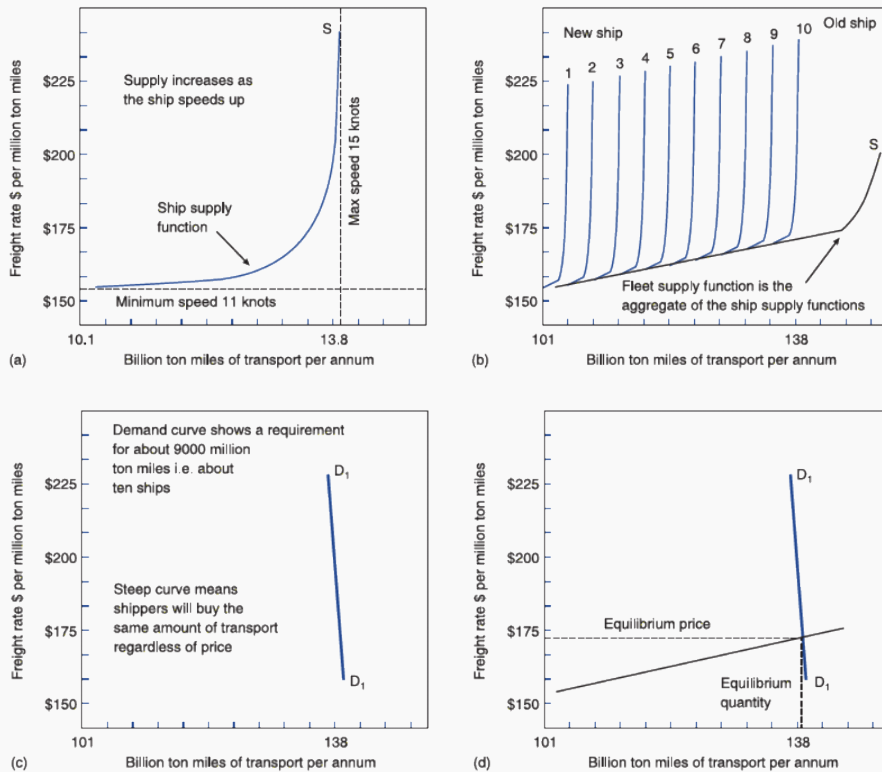 Freight rate $ per million ton miles
$225
$200
$175
$150
S
Supply increases as
the ship speeds up
Max speed 15 knots
Ship supply
function
Minimum speed 11 knots
10.1
13.8
(a)
Billion ton miles of transport per annum
Freight rate $ per million ton miles
$225
$200
$175
$150
New ship
Old ship
1 2 3 4 5 6 7 8 9 10
S
Fleet supply function is the
aggregate of the ship supply functions
101
138
(b)
Billion ton miles of transport per annum
Freight rate $ per million ton miles
$225
$200
$175
$150
Demand curve shows a requirement
for about 9000 million
ton miles i.e. about
ten ships
D1
Steep curve means
shippers will buy the
same amount of transport
regardless of price
D1
101
138
(c)
Billion ton miles of transport per annum
Freight rate $ per million ton miles
$225
$200
$175
$150
D1
Equilibrium price
Equilibrium
quantity
D1
101
138
(d)
Billion ton miles of transport per annum